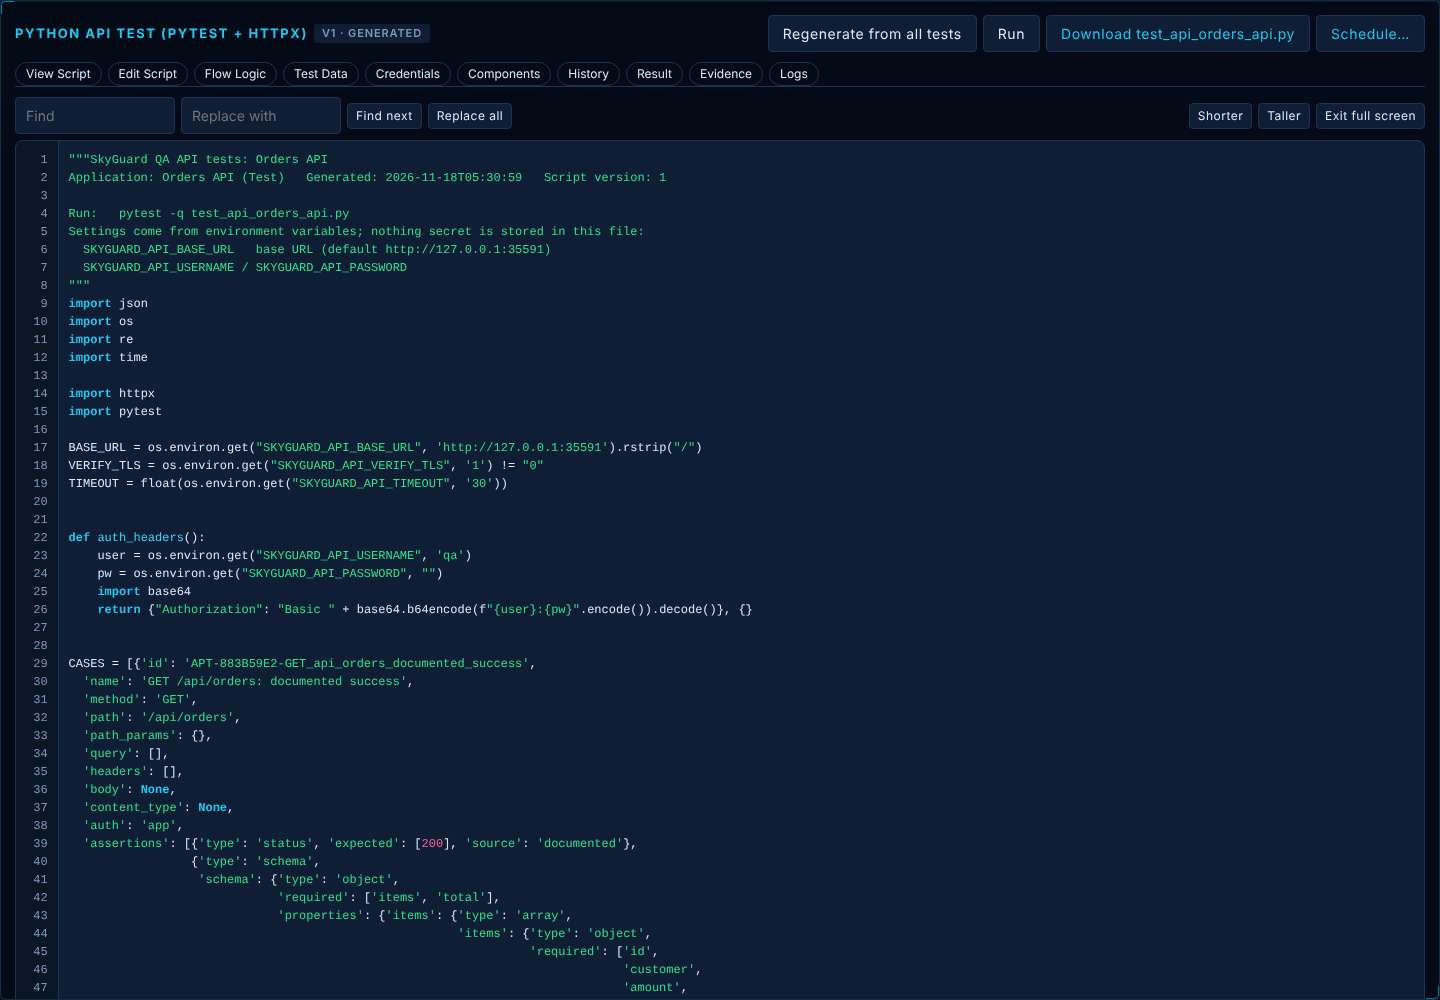 PYTHON API TEST (PYTEST + HTTPX) V1 · GENERATED Regenerate from all tests Run Download test_api_orders_api.py Schedule...
View Script Edit Script Flow Logic Test Data Credentials Components History Result Evidence Logs
Find Replace with Find next Replace all Shorter Taller Exit full screen
1 """SkyGuard QA API tests: Orders API
2 Application: Orders API (Test)   Generated: 2026-11-18T05:30:59   Script version: 1
3
4 Run:   pytest -q test_api_orders_api.py
5 Settings come from environment variables; nothing secret is stored in this file:
6   SKYGUARD_API_BASE_URL   base URL (default http://127.0.0.1:35591)
7   SKYGUARD_API_USERNAME / SKYGUARD_API_PASSWORD
8 """
9 import json
10 import os
11 import re
12 import time
13
14 import httpx
15 import pytest
16
17 BASE_URL = os.environ.get("SKYGUARD_API_BASE_URL", 'http://127.0.0.1:35591').rstrip("/")
18 VERIFY_TLS = os.environ.get("SKYGUARD_API_VERIFY_TLS", '1') != "0"
19 TIMEOUT = float(os.environ.get("SKYGUARD_API_TIMEOUT", '30'))
20
21
22 def auth_headers():
23     user = os.environ.get("SKYGUARD_API_USERNAME", 'qa')
24     pw = os.environ.get("SKYGUARD_API_PASSWORD", "")
25     import base64
26     return {"Authorization": "Basic " + base64.b64encode(f"{user}:{pw}".encode()).decode()}, {}
27
28
29 CASES = [{'id': 'APT-883B59E2-GET_api_orders_documented_success',
30   'name': 'GET /api/orders: documented success',
31   'method': 'GET',
32   'path': '/api/orders',
33   'path_params': {},
34   'query': [],
35   'headers': [],
36   'body': None,
37   'content_type': None,
38   'auth': 'app',
39   'assertions': [{'type': 'status', 'expected': [200], 'source': 'documented'},
40                  {'type': 'schema',
41                   'schema': {'type': 'object',
42                              'required': ['items', 'total'],
43                              'properties': {'items': {'type': 'array',
44                                                       'items': {'type': 'object',
45                                                                 'required': ['id',
46                                                                              'customer',
47                                                                              'amount',